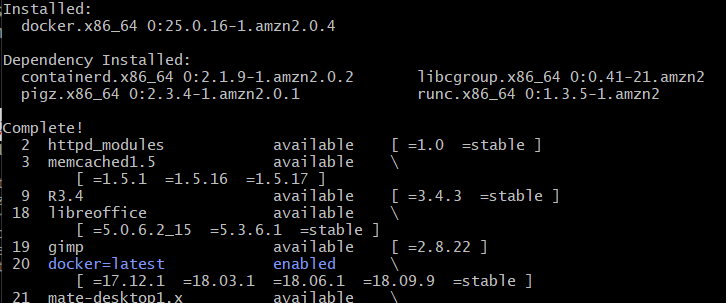 Installed:
docker.x86_64 0:25.0.16-1.amzn2.0.4
Dependency Installed:
containerd.x86_64 0:2.1.9-1.amzn2.0.2 libcgroup.x86_64 0:0.41-21.amzn2
pigz.x86_64 0:2.3.4-1.amzn2.0.1 runc.x86_64 0:1.3.5-1.amzn2
Complete!
2 httpd_modules available [ =1.0 =stable ]
3 memcached1.5 available \
[ =1.5.1 =1.5.16 =1.5.17 ]
9 R3.4 available [ =3.4.3 =stable ]
18 libreoffice available \
[ =5.0.6.2_15 =5.3.6.1 =stable ]
19 gimp available [ =2.8.22 ]
20 docker=latest enabled \
[ =17.12.1 =18.03.1 =18.06.1 =18.09.9 =stable ]
21 mate-desktop1.x available \